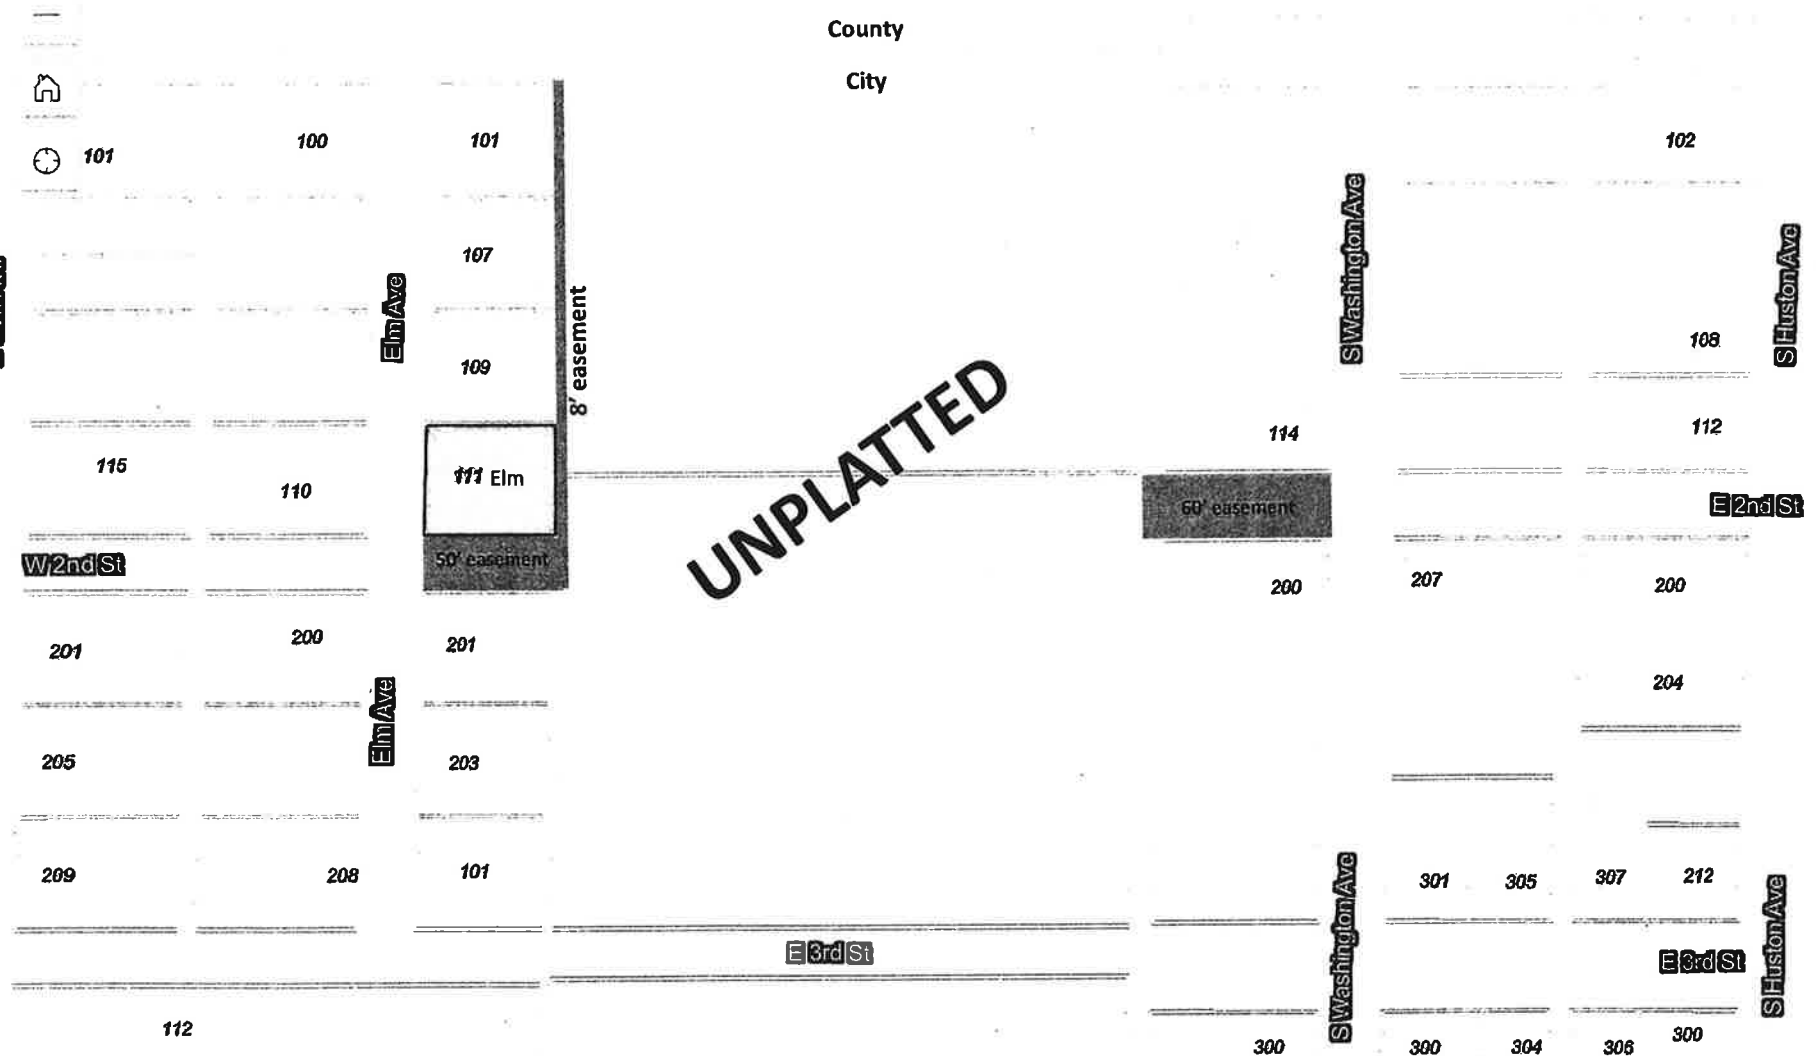 County
City
101
100
101
102
107
Elm Ave
8' easement
S Washington Ave
S Huston Ave
109
108
115
110
111 Elm
UNPLATTED
114
112
60' easement
E 2nd St
W 2nd St
50' easement
200
207
200
201
200
201
204
Elm Ave
205
203
209
208
101
301
305
307
212
E 3rd St
S Washington Ave
E 3rd St
S Huston Ave
112
300
300
304
306
300